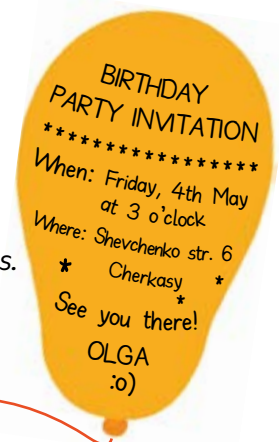 BIRTHDAY
PARTY INVITATION
*****************
When: Friday, 4th May
at 3 o'clock
Where: Shevchenko str. 6
* Cherkasy *
*
See you there!
OLGA
:o)
s.